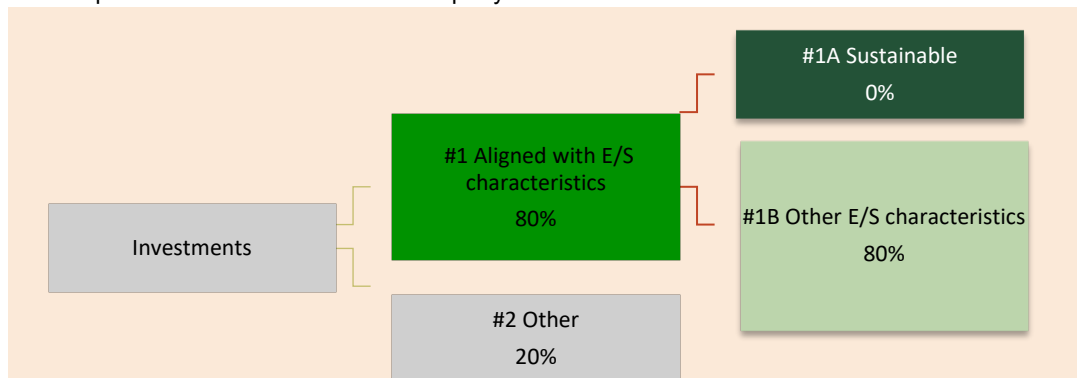 Investments
#1 Aligned with E/S
characteristics
80%
#2 Other
20%
#1A Sustainable
0%
#1B Other E/S characteristics
80%